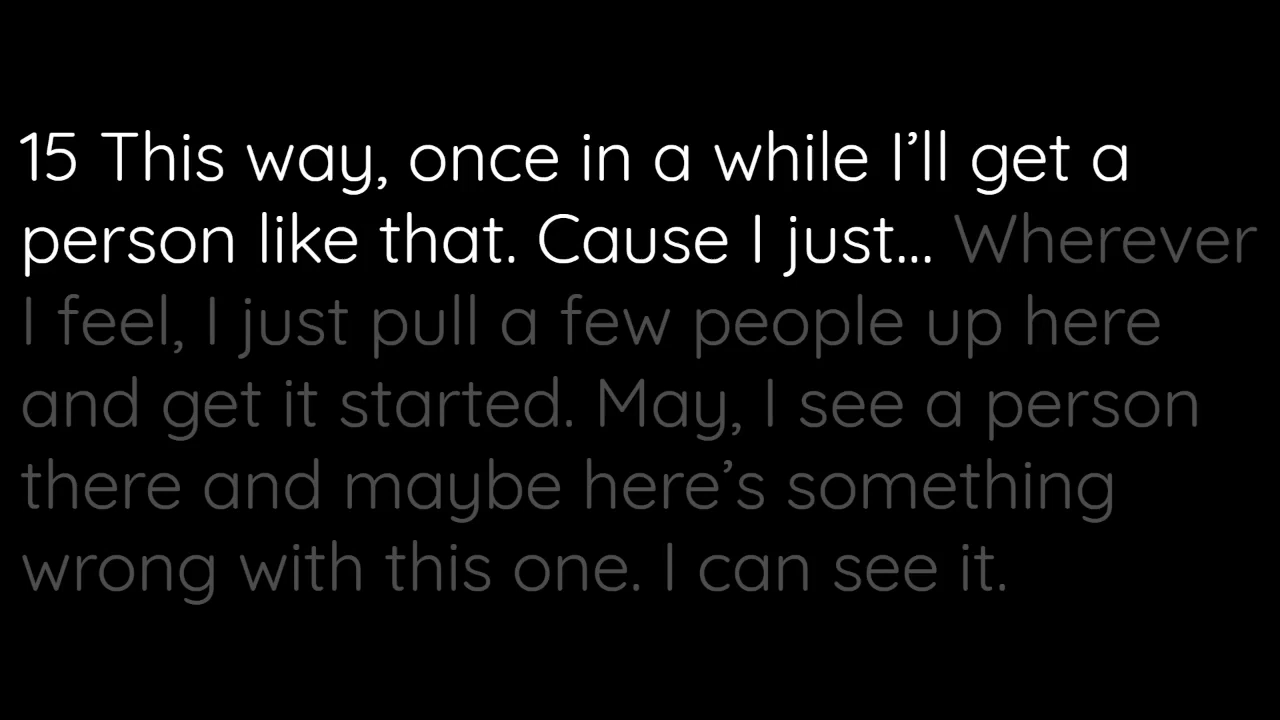 15 This way, once in a while I’ll get a
person like that. Cause I just... Wherever
I feel, I just pull a few people up here
and get it started. May, I see a person
there and maybe here’s something
wrong with this one. I can see it.